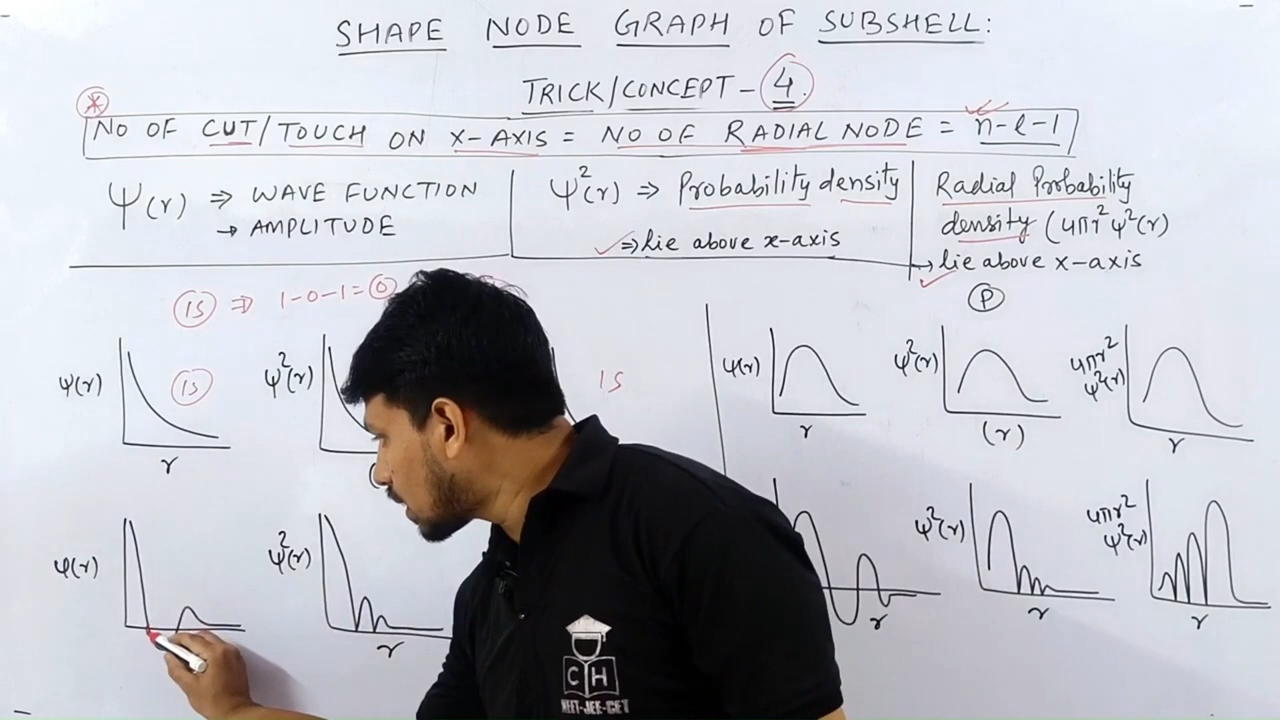 SHAPE NODE GRAPH OF SUBSHELL:
TRICK/CONCEPT - 4.
*
NO OF CUT/TOUCH ON X-AXIS = NO OF RADIAL NODE = n-l-1
ψ(r) ⇒ WAVE FUNCTION
→ AMPLITUDE
ψ²(r) ⇒ Probability density
⇒ lie above x-axis
Radial Probability
density (4πr²ψ²(r)
→ lie above x-axis
1S ⇒ 1-0-1=0
P
ψ(r)
1S
r
ψ²(r)
1S
ψ(r)
r
ψ²(r)
(r)
4πr²
ψ²(r)
r
ψ(r)
ψ²(r)
r
r
ψ²(r)
r
4πr²
ψ²(r)
r
CH
NEET-JEE-CET